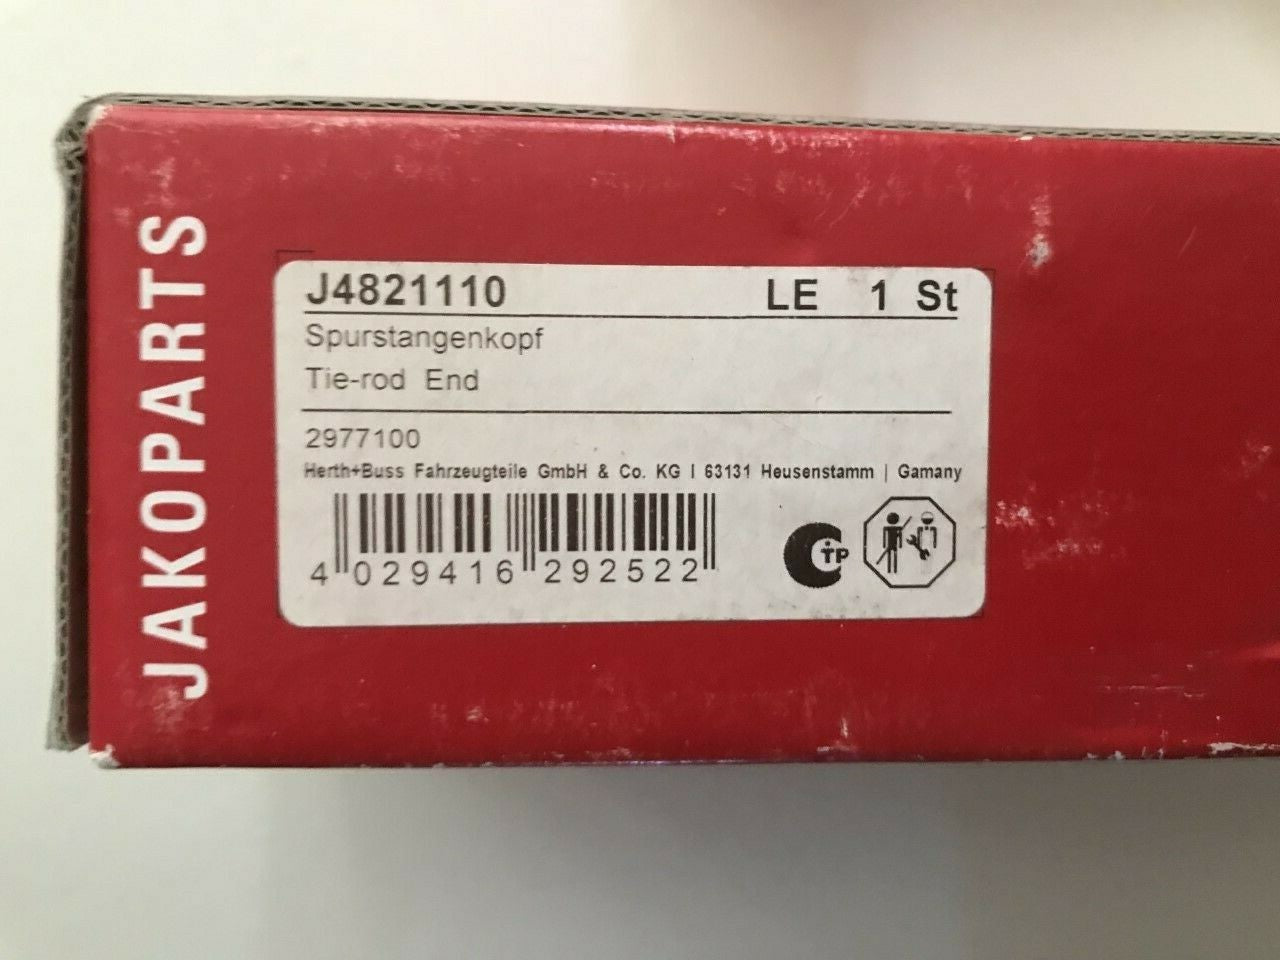 JAKOPARTS
J4821110 LE 1 St
Spurstangenkopf
Tie-rod End
2977100
Herth+Buss Fahrzeugteile GmbH & Co. KG | 63131 Heusenstamm | Gamany
4 029416 292522
TP